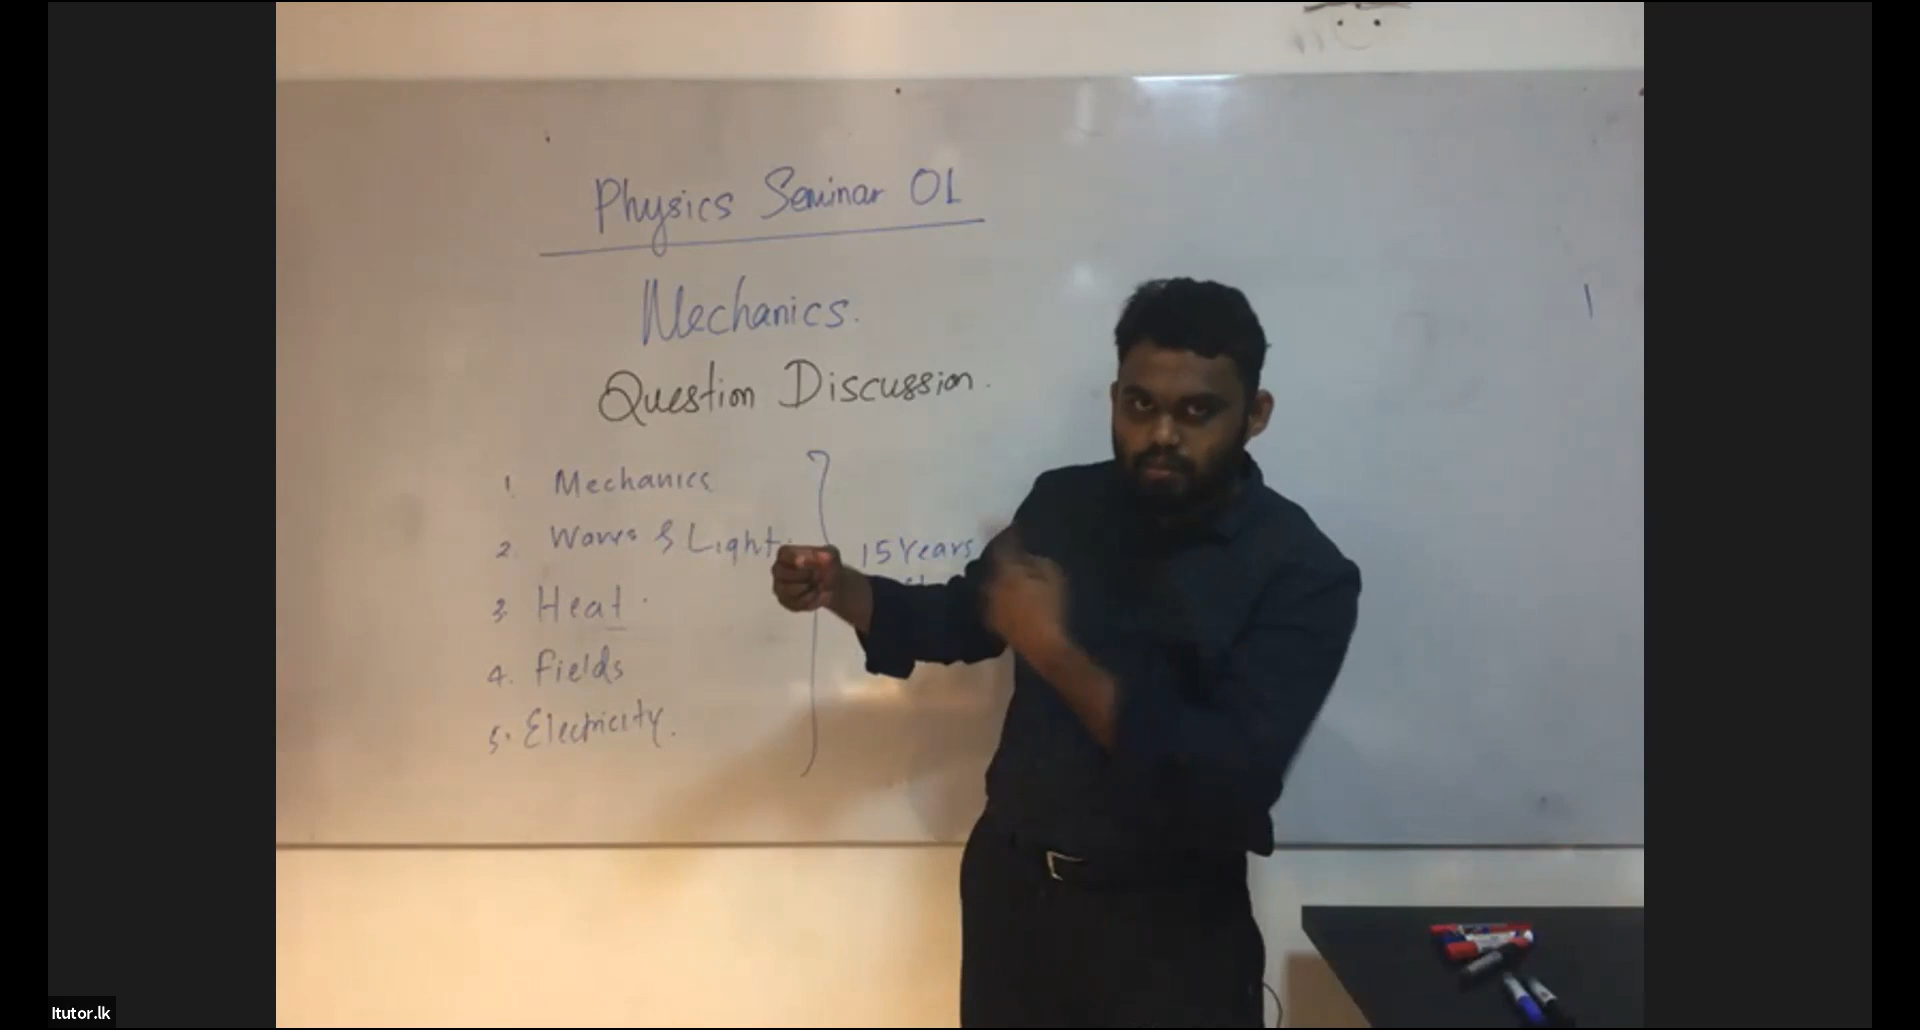 Physics Seminar 01
Mechanics.
Question Discussion.
1. Mechanics
2. Waves & Light.
3. Heat.
4. Fields
5. Electricity.
15 Years
Itutor.lk